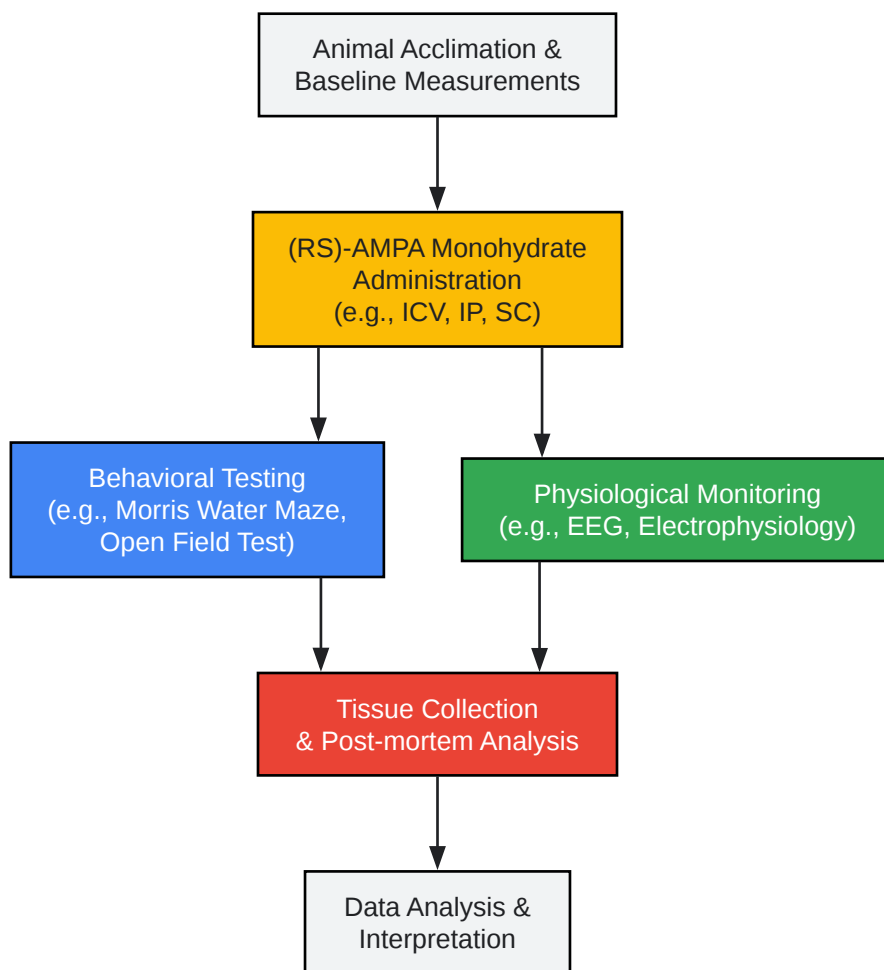 Animal Acclimation &
Baseline Measurements
(RS)-AMPA Monohydrate
Administration
(e.g., ICV, IP, SC)
Behavioral Testing
(e.g., Morris Water Maze,
Open Field Test)
Physiological Monitoring
(e.g., EEG, Electrophysiology)
Tissue Collection
& Post-mortem Analysis
Data Analysis &
Interpretation